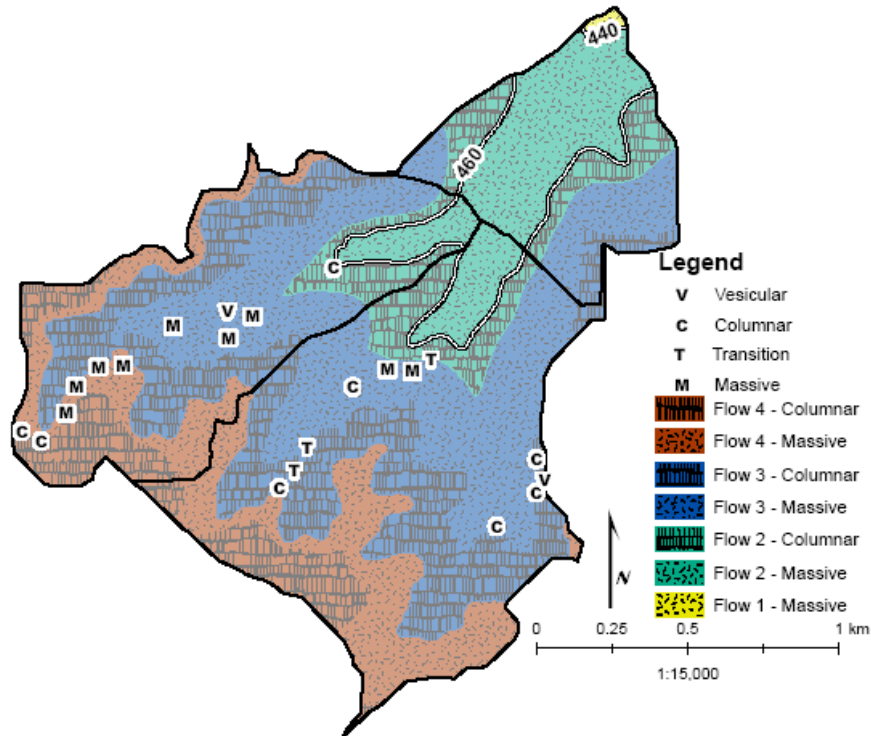 440
460
C
V
M
M
M
M
M
M
M
C
C
M
M
T
C
T
T
C
C
V
C
C
Legend
V Vesicular
C Columnar
T Transition
M Massive
Flow 4 - Columnar
Flow 4 - Massive
Flow 3 - Columnar
Flow 3 - Massive
Flow 2 - Columnar
Flow 2 - Massive
Flow 1 - Massive
N
0 0.25 0.5 1 km
1:15,000